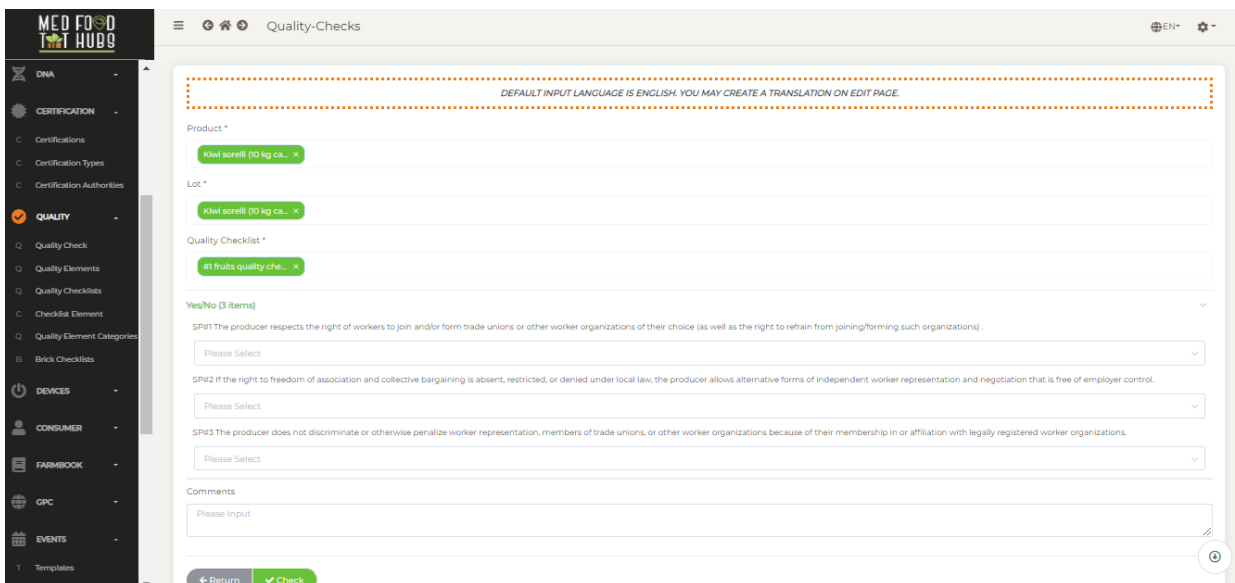 MED FOOD
TTHUBS
Quality-Checks
EN
DNA
CERTIFICATION
C Certifications
C Certification Types
C Certification Authorities
QUALITY
Q Quality Check
Q Quality Elements
Q Quality Checklists
C Checklist Element
Q Quality Element Categories
B Brick Checklists
DEVICES
CONSUMER
FARMBOOK
GPC
EVENTS
T Templates
DEFAULT INPUT LANGUAGE IS ENGLISH. YOU MAY CREATE A TRANSLATION ON EDIT PAGE.
Product *
Kiwi sorelli (10 kg ca... ×
Lot *
Kiwi sorelli (10 kg ca... ×
Quality Checklist *
#1 fruits quality che... ×
Yes/No (3 items)
SP#1 The producer respects the right of workers to join and/or form trade unions or other worker organizations of their choice (as well as the right to refrain from joining/forming such organizations) .
Please Select
SP#2 If the right to freedom of association and collective bargaining is absent, restricted, or denied under local law, the producer allows alternative forms of independent worker representation and negotiation that is free of employer control.
Please Select
SP#3 The producer does not discriminate or otherwise penalize worker representation, members of trade unions, or other worker organizations because of their membership in or affiliation with legally registered worker organizations.
Please Select
Comments
Please Input
Return
Check